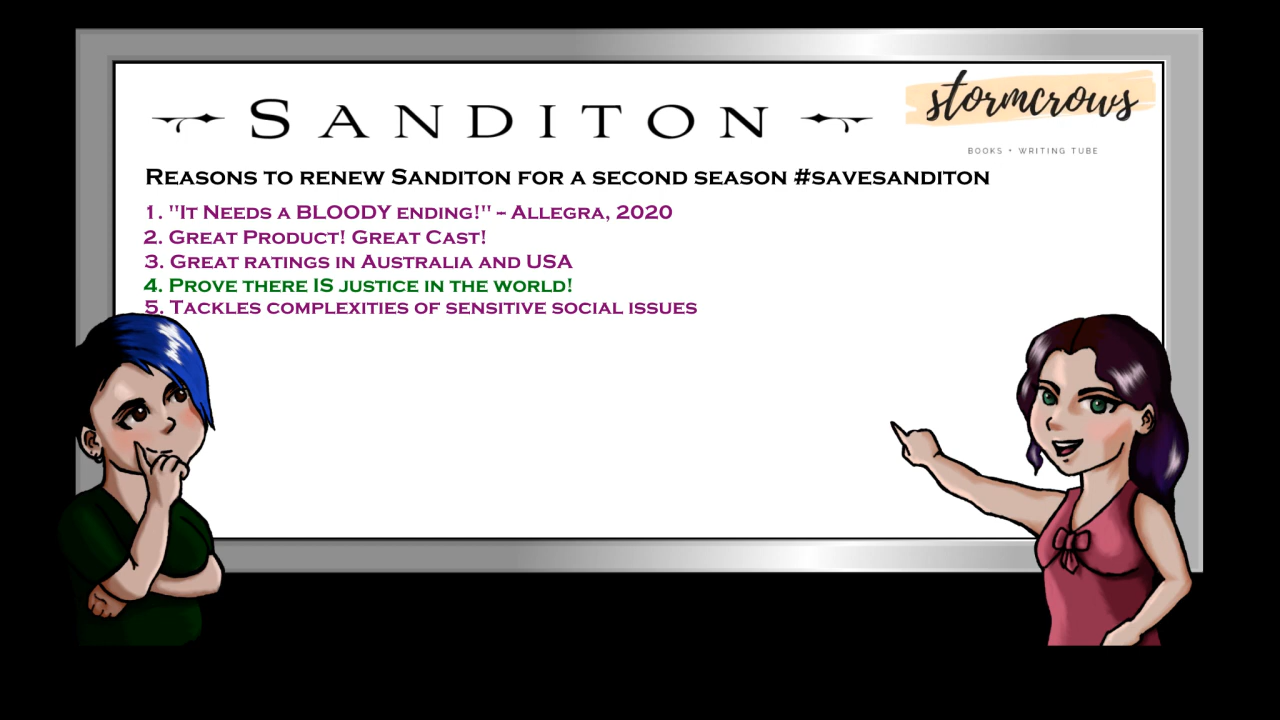 SANDITON
stormcrows
BOOKS • WRITING TUBE
Reasons to renew Sanditon for a second season #savesanditon
1. "It Needs a BLOODY ending!" – Allegra, 2020
2. Great Product! Great Cast!
3. Great ratings in Australia and USA
4. Prove there IS justice in the world!
5. Tackles complexities of sensitive social issues